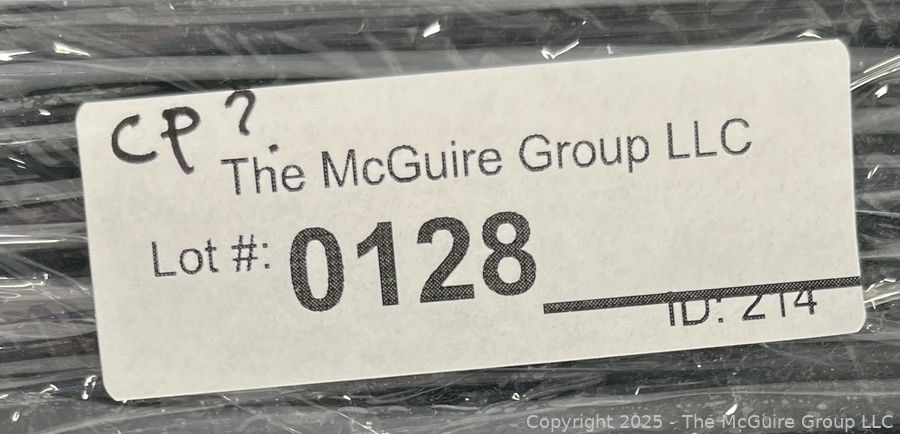 CP?
The McGuire Group LLC
Lot #: 0128
ID: 214
Copyright 2025 - The McGuire Group LLC